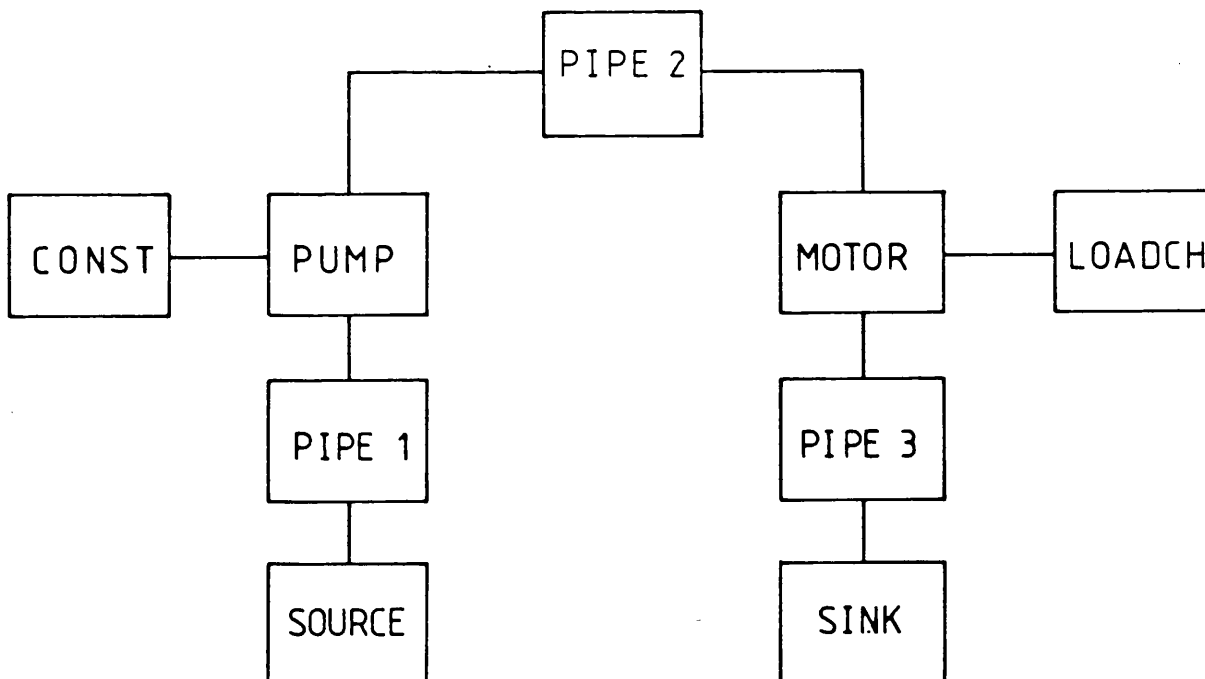 PIPE 2
CONST
PUMP
MOTOR
LOADCH
PIPE 1
PIPE 3
SOURCE
SINK